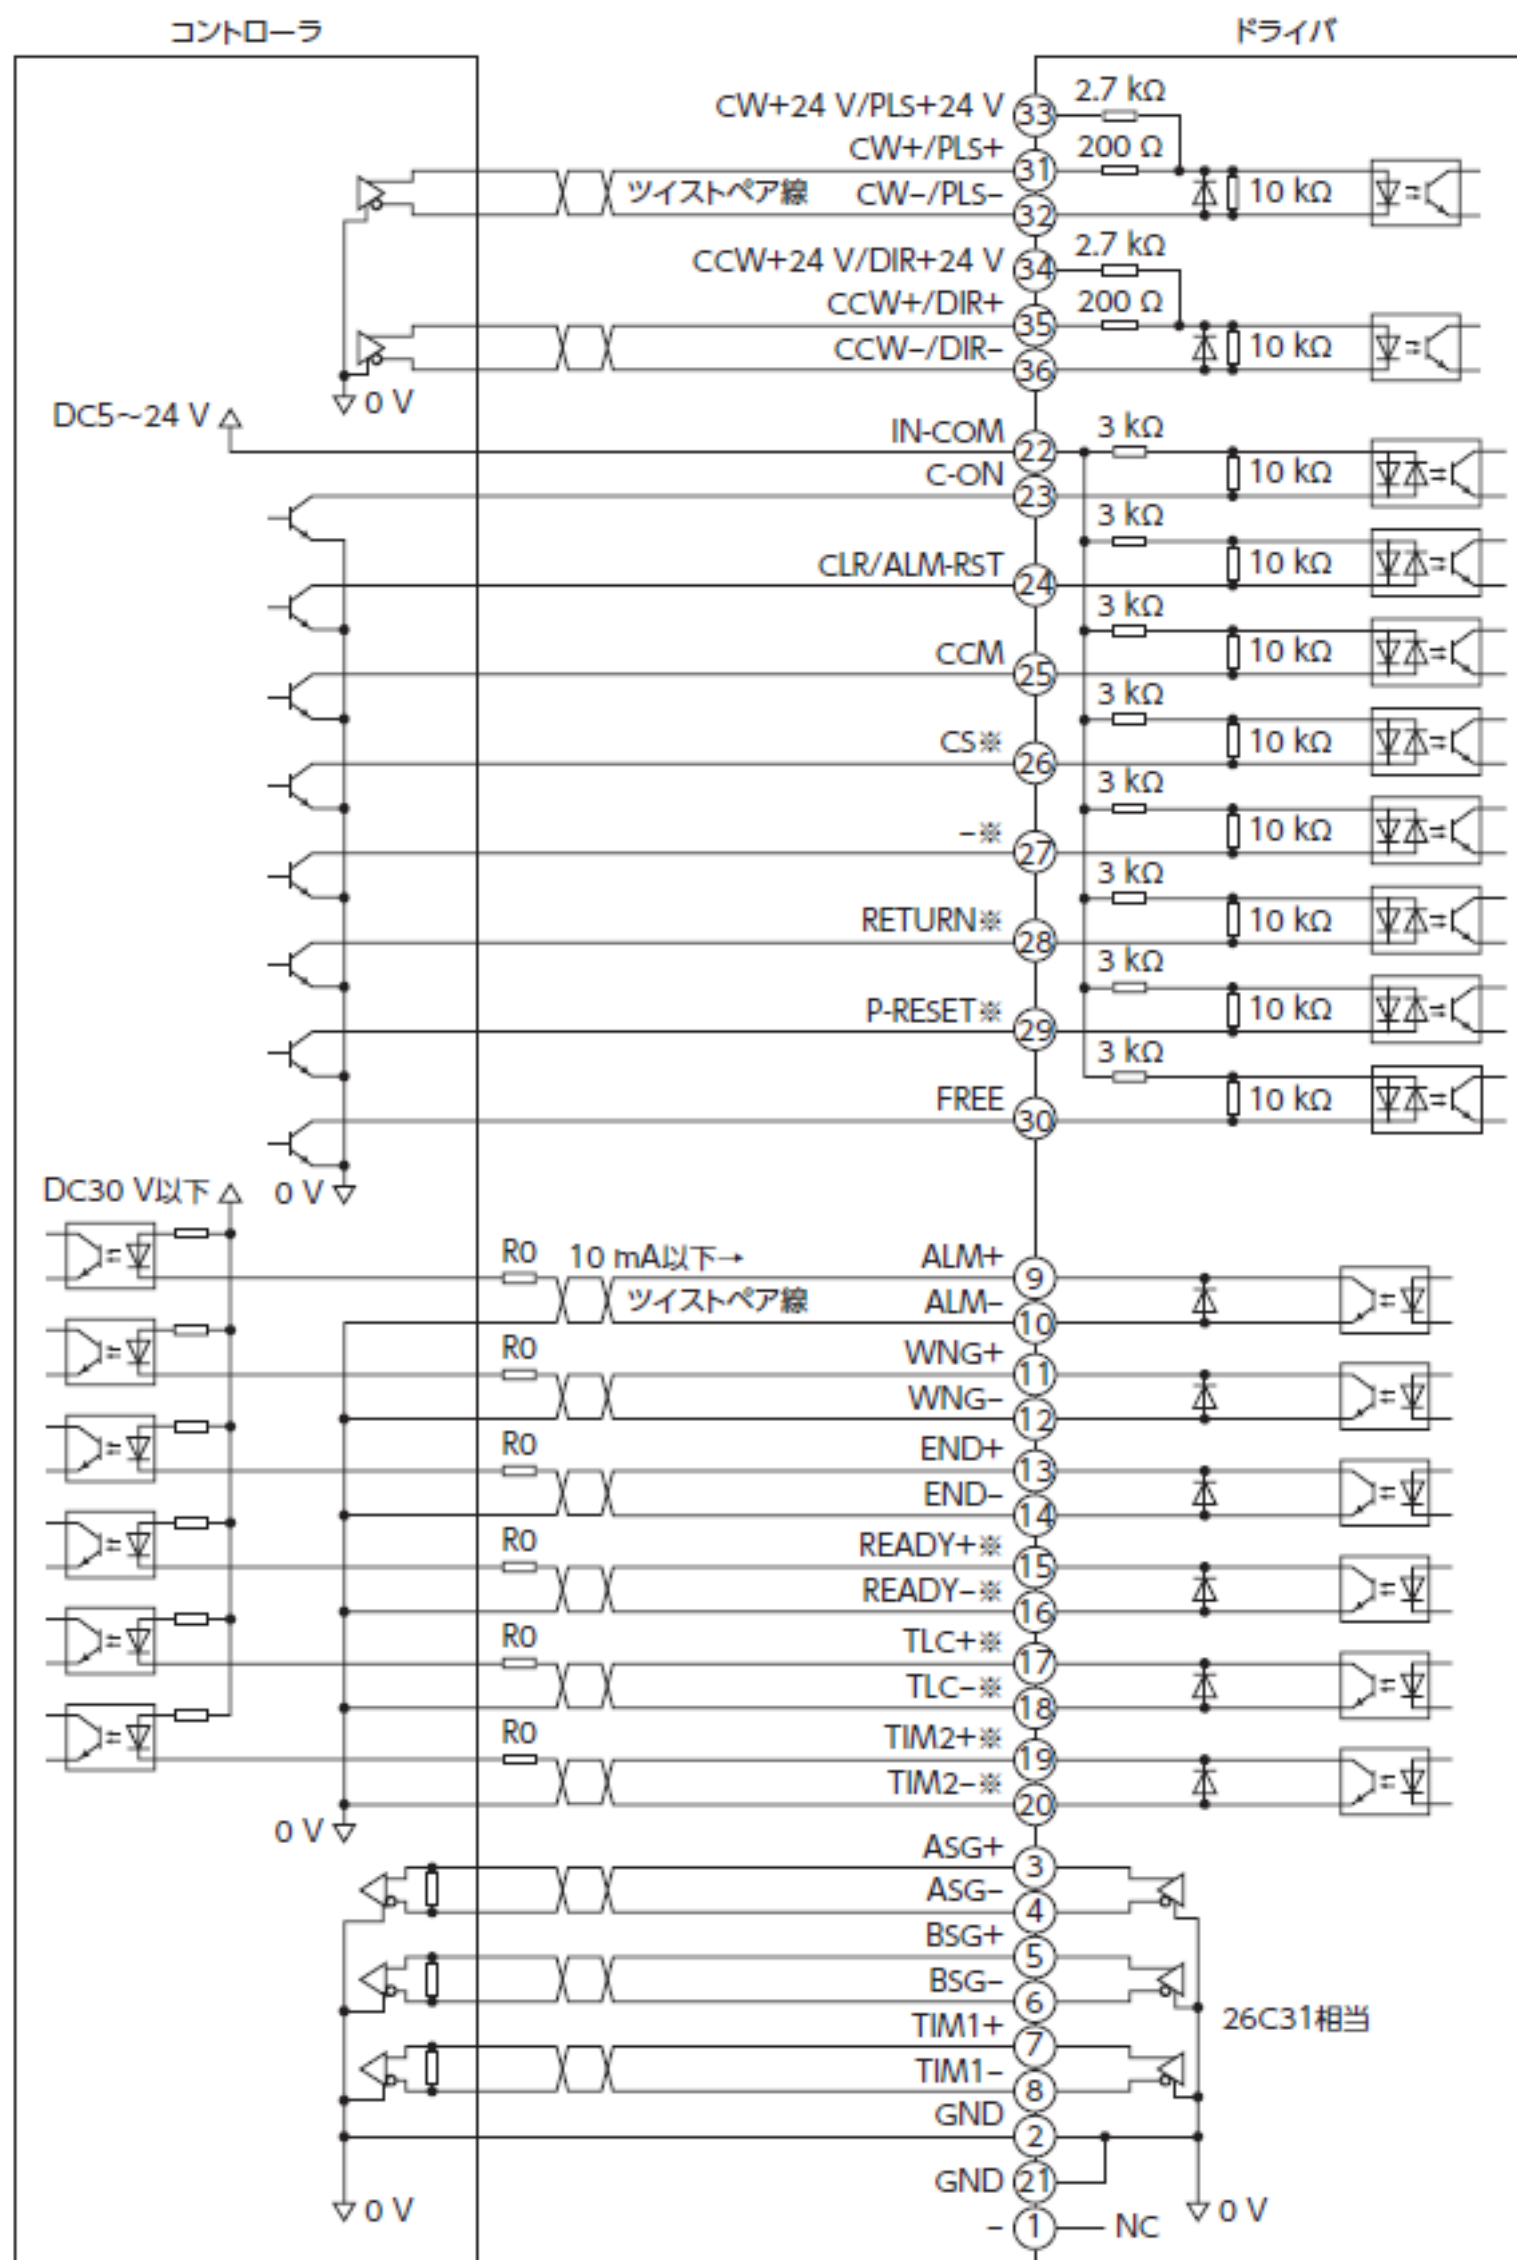 コントローラ
ドライバ
CW+24 V/PLS+24 V
33
2.7 kΩ
CW+/PLS+
31
200 Ω
ツイストペア線
CW−/PLS−
32
10 kΩ
CCW+24 V/DIR+24 V
34
2.7 kΩ
CCW+/DIR+
35
200 Ω
CCW−/DIR−
36
10 kΩ
0 V
DC5～24 V
IN-COM
22
3 kΩ
C-ON
23
10 kΩ
3 kΩ
CLR/ALM-RST
24
10 kΩ
3 kΩ
CCM
25
10 kΩ
3 kΩ
CS※
26
10 kΩ
3 kΩ
−※
27
10 kΩ
3 kΩ
RETURN※
28
10 kΩ
3 kΩ
P-RESET※
29
10 kΩ
3 kΩ
FREE
30
10 kΩ
DC30 V以下
0 V
R0
10 mA以下→
ALM+
9
ツイストペア線
ALM−
10
R0
WNG+
11
WNG−
12
R0
END+
13
END−
14
R0
READY+※
15
READY−※
16
R0
TLC+※
17
TLC−※
18
R0
TIM2+※
19
TIM2−※
20
0 V
ASG+
3
ASG−
4
BSG+
5
BSG−
6
26C31相当
TIM1+
7
TIM1−
8
GND
2
GND
21
0 V
0 V
−
1
NC